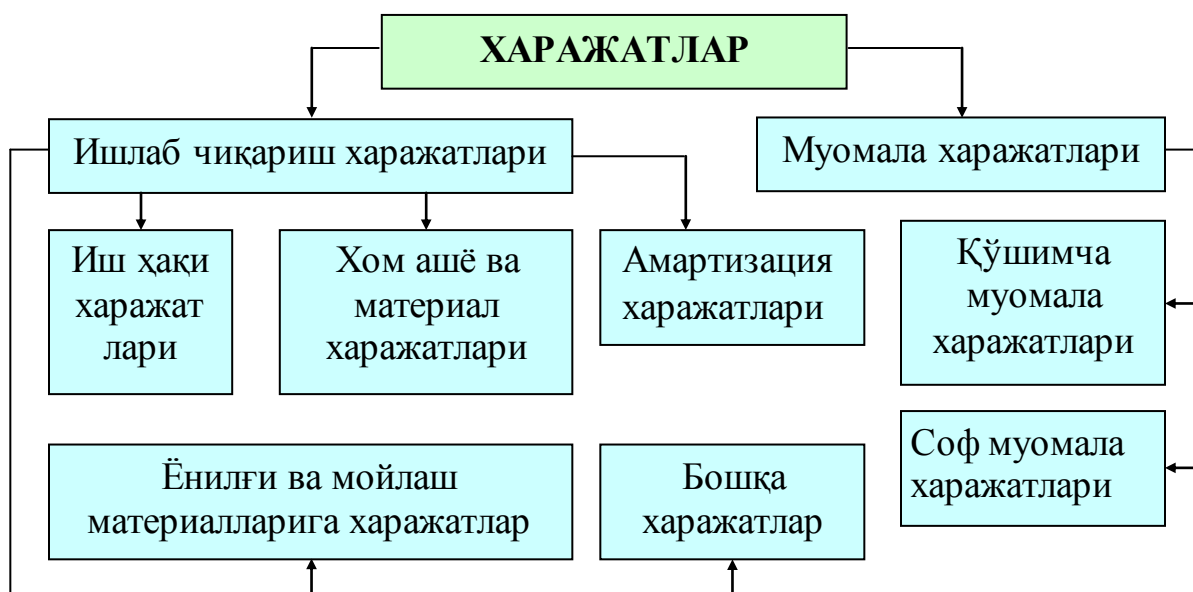 ХАРАЖАТЛАР
Ишлаб чиқариш харажатлари
Муомала харажатлари
Иш ҳақи
харажат
лари
Хом ашё ва
материал
харажатлари
Амартизация
харажатлари
Қўшимча
муомала
харажатлари
Соф муомала
харажатлари
Ёнилғи ва мойлаш
материалларига харажатлар
Бошқа
харажатлар